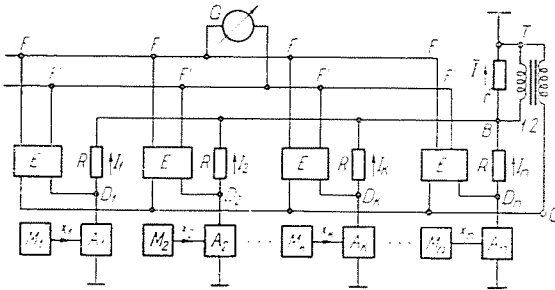 G
F F' F F' F F' F F'
T
I r
1 2
B
E R I1 E R I2 E R Ik E R In
D1 D2 Dk Dn
C
M1 x1 A1 M2 x2 A2 ... Mk xk Ak ... Mn xn An